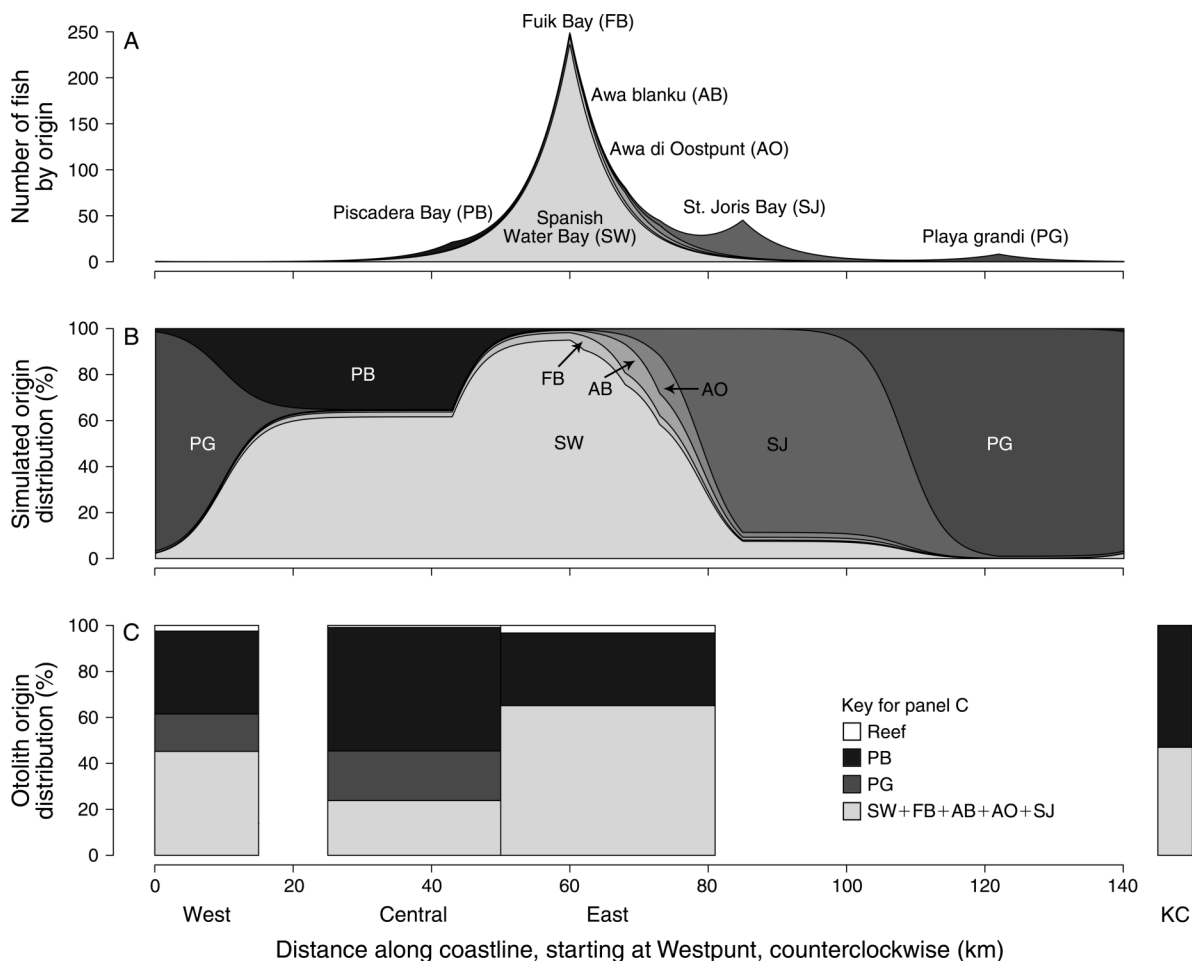 A
Fuik Bay (FB)
Awa blanku (AB)
Awa di Oostpunt (AO)
Piscadera Bay (PB)
Spanish
Water Bay (SW)
St. Joris Bay (SJ)
Playa grandi (PG)
Number of fish
by origin
250
200
150
100
50
0
B
PB
FB
AB
AO
PG
SW
SJ
PG
Simulated origin
distribution (%)
100
80
60
40
20
0
C
Otolith origin
distribution (%)
100
80
60
40
20
0
Key for panel C
Reef
PB
PG
SW+FB+AB+AO+SJ
0 20 40 60 80 100 120 140
West Central East KC
Distance along coastline, starting at Westpunt, counterclockwise (km)